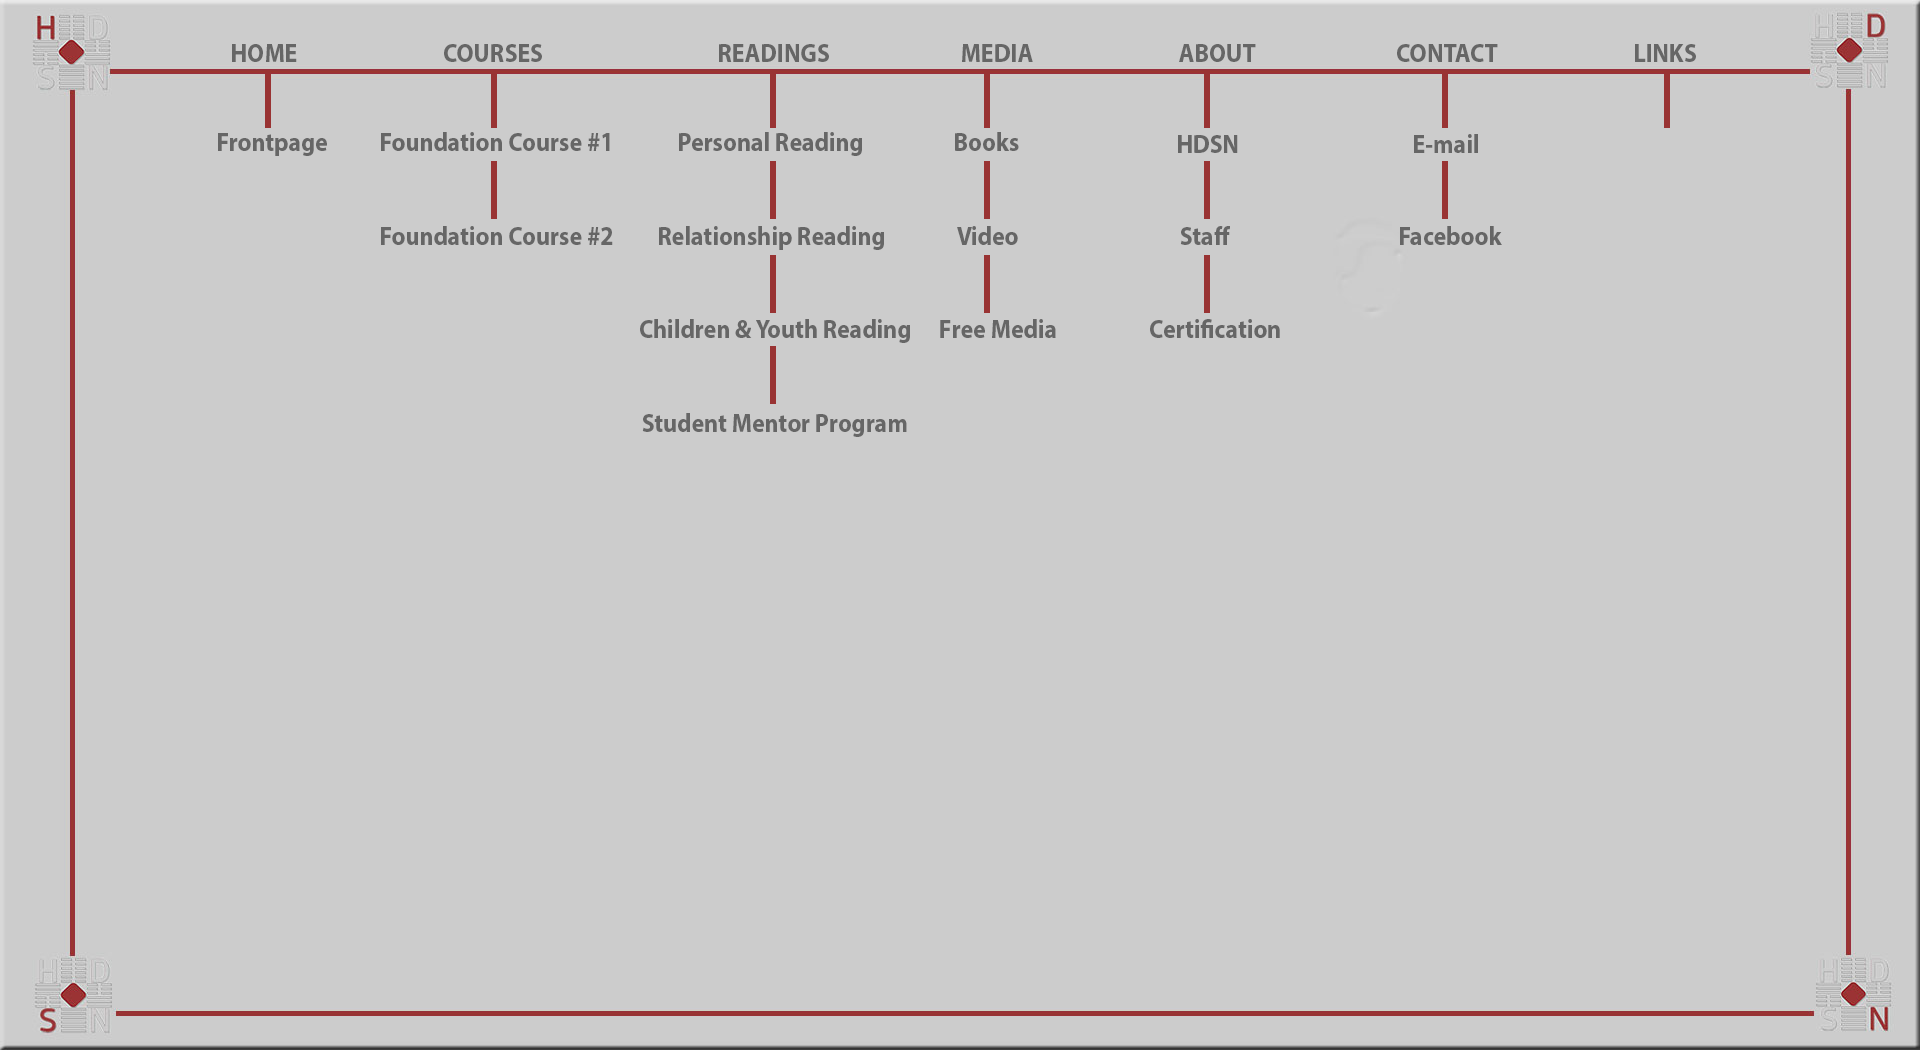 H D
S N
HOME COURSES READINGS MEDIA ABOUT CONTACT LINKS
H D
S N
Frontpage Foundation Course #1 Personal Reading Books HDSN E-mail
Foundation Course #2 Relationship Reading Video Staff Facebook
Children & Youth Reading Free Media Certification
Student Mentor Program
H D
S N
H D
S N